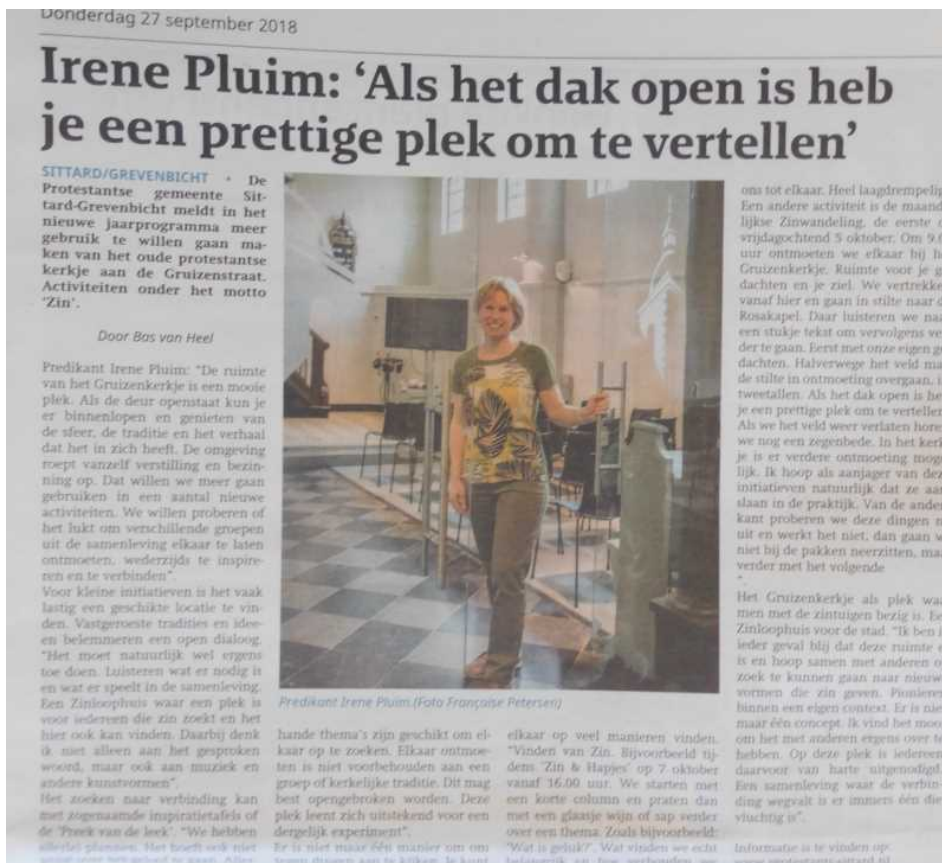 Donderdag 27 september 2018
Irene Pluim: ‘Als het dak open is heb
je een prettige plek om te vertellen’
SITTARD/GREVENBICHT - De
Protestantse gemeente Sit-
tard-Grevenbicht meldt in het
nieuwe jaarprogramma meer
gebruik te willen gaan ma-
ken van het oude protestantse
kerkje aan de Gruizenstraat.
Activiteiten onder het motto
‘Zin’.
Door Bas van Heel
Predikant Irene Pluim: “De ruimte
van het Gruizenkerkje is een mooie
plek. Als de deur openstaat kun je
er binnenlopen en genieten van
de sfeer, de traditie en het verhaal
dat het in zich heeft. De omgeving
roept vanzelf verstilling en bezin-
ning op. Dat willen we meer gaan
gebruiken in een aantal nieuwe
activiteiten. We willen proberen of
het lukt om verschillende groepen
uit de samenleving elkaar te laten
ontmoeten, wederzijds te inspire-
ren en te verbinden”.
Voor kleine initiatieven is het vaak
lastig een geschikte locatie te vin-
den. Vastgeroeste tradities en idee-
en belemmeren een open dialoog.
“Het moet natuurlijk wel ergens
toe doen. Luisteren wat er nodig is
en wat er speelt in de samenleving.
Een Zinloophuis waar een plek is
voor iedereen die zin zoekt en het
hier ook kan vinden. Daarbij denk
ik niet alleen aan het gesproken
woord, maar ook aan muziek en
andere kunstvormen”.
Het zoeken naar verbinding kan
met zogenaamde inspiratietafels of
de ‘Preek van de leek’. “We hebben
allerlei plannen. Het hoeft ook niet
Predikant Irene Pluim.(Foto Françoise Petersen)
hande thema’s zijn geschikt om el-
kaar op te zoeken. Elkaar ontmoe-
ten is niet voorbehouden aan een
groep of kerkelijke traditie. Dit mag
best opengebroken worden. Deze
plek leent zich uitstekend voor een
dergelijk experiment”.
Er is niet maar één manier om om
elkaar op veel manieren vinden.
“Vinden van Zin. Bijvoorbeeld tij-
dens ‘Zin & Hapjes’ op 7 oktober
vanaf 16.00 uur. We starten met
een korte column en praten dan
met een glaasje wijn of sap verder
over een thema. Zoals bijvoorbeeld:
‘Wat is geluk?’. Wat vinden we echt
ons tot elkaar. Heel laagdrempelig
Een andere activiteit is de maand
lijkse Zinwandeling, de eerste
vrijdagochtend 5 oktober. Om
uur ontmoeten we elkaar bij
Gruizenkerkje. Ruimte voor je
dachten en je ziel. We vertrekke
vanaf hier en gaan in stilte naar
Rosakapel. Daar luisteren we
een stukje tekst om vervolgens
der te gaan. Eerst met onze eigen
dachten. Halverwege het veld
de stilte in ontmoeting overgaan.
tweetallen. Als het dak open is
je een prettige plek om te vertellen
Als we het veld weer verlaten
we nog een zegenbede. In het
je is er verdere ontmoeting
lijk. Ik hoop als aanjager van
initiatieven natuurlijk dat ze
slaan in de praktijk. Van de ander
kant proberen we deze dingen
uit en werkt het niet, dan gaan
niet bij de pakken neerzitten,
verder met het volgende
”.
Het Gruizenkerkje als plek
men met de zintuigen bezig is.
Zinloophuis voor de stad. “Ik ben
ieder geval blij dat deze ruimte
is en hoop samen met anderen
zoek te kunnen gaan naar nieuw
vormen die zin geven. Pionieren
binnen een eigen context. Er is
maar één concept. Ik vind het
om het met anderen ergens over
hebben. Op deze plek is iedereen
daarvoor van harte uitgenodigd.
Een samenleving waar de verbin
ding wegvalt is er immers één die
vluchtig is”.
Informatie is te vinden op: